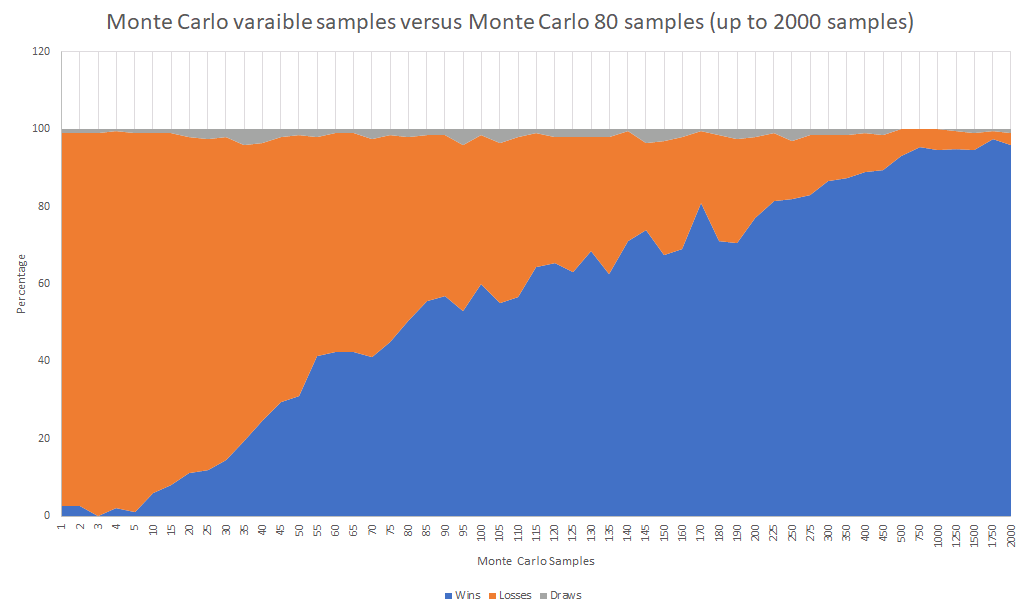 Monte Carlo varaible samples versus Monte Carlo 80 samples (up to 2000 samples)
120
100
80
60
40
20
0
Percentage
1 2 3 4 5 10 15 20 25 30 35 40 45 50 55 60 65 70 75 80 85 90 95 100 105 110 115 120 125 130 135 140 145 150 160 170 180 190 200 225 250 275 300 350 400 450 500 750 1000 1250 1500 1750 2000
Monte Carlo Samples
Wins Losses Draws